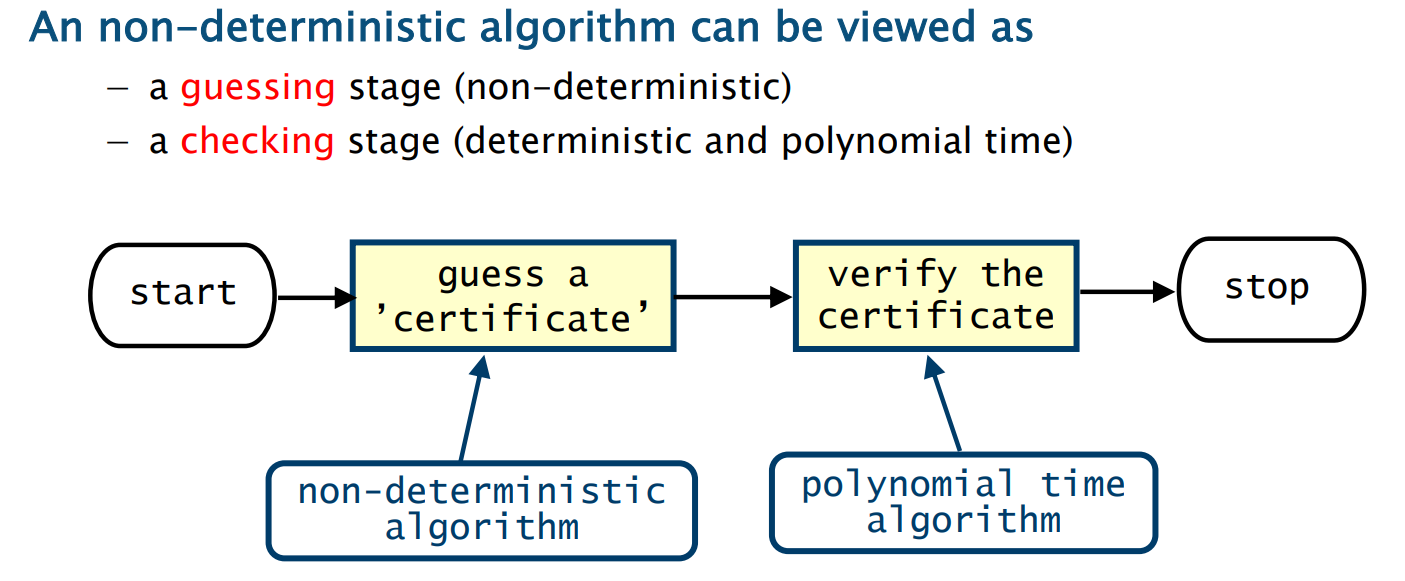 An non-deterministic algorithm can be viewed as
– a guessing stage (non-deterministic)
– a checking stage (deterministic and polynomial time)
start
guess a
’certificate’
verify the
certificate
stop
non-deterministic
algorithm
polynomial time
algorithm